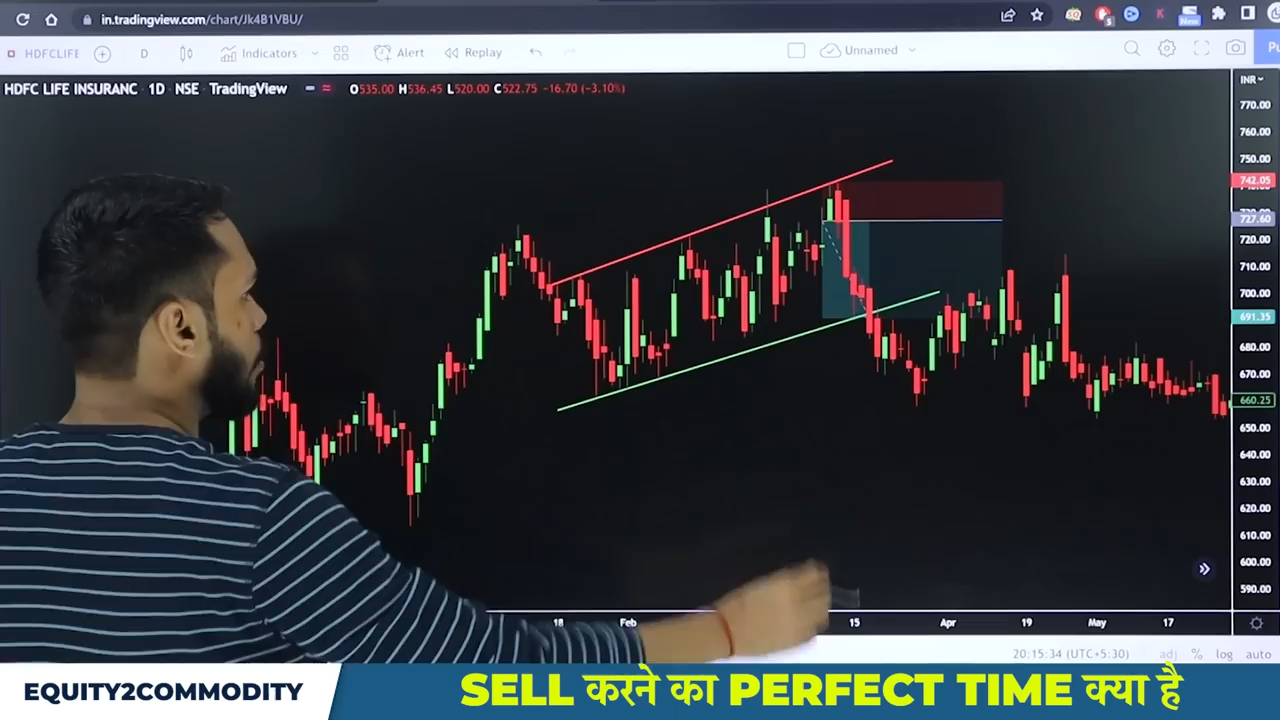 in.tradingview.com/chart/Jk4B1VBU/
New
5
HDFCLIFE D Indicators Alert Replay Unnamed
HDFC LIFE INSURANC · 1D · NSE · TradingView O535.00 H536.45 L520.00 C522.75 -16.70 (-3.10%)
INR
770.00
760.00
750.00
742.05
727.60
720.00
710.00
700.00
691.35
680.00
670.00
660.25
650.00
640.00
630.00
620.00
610.00
600.00
590.00
18 Feb 15 Apr 19 May 17
20:15:34 (UTC+5:30) adj % log auto
EQUITY2COMMODITY
SELL करने का PERFECT TIME क्या है